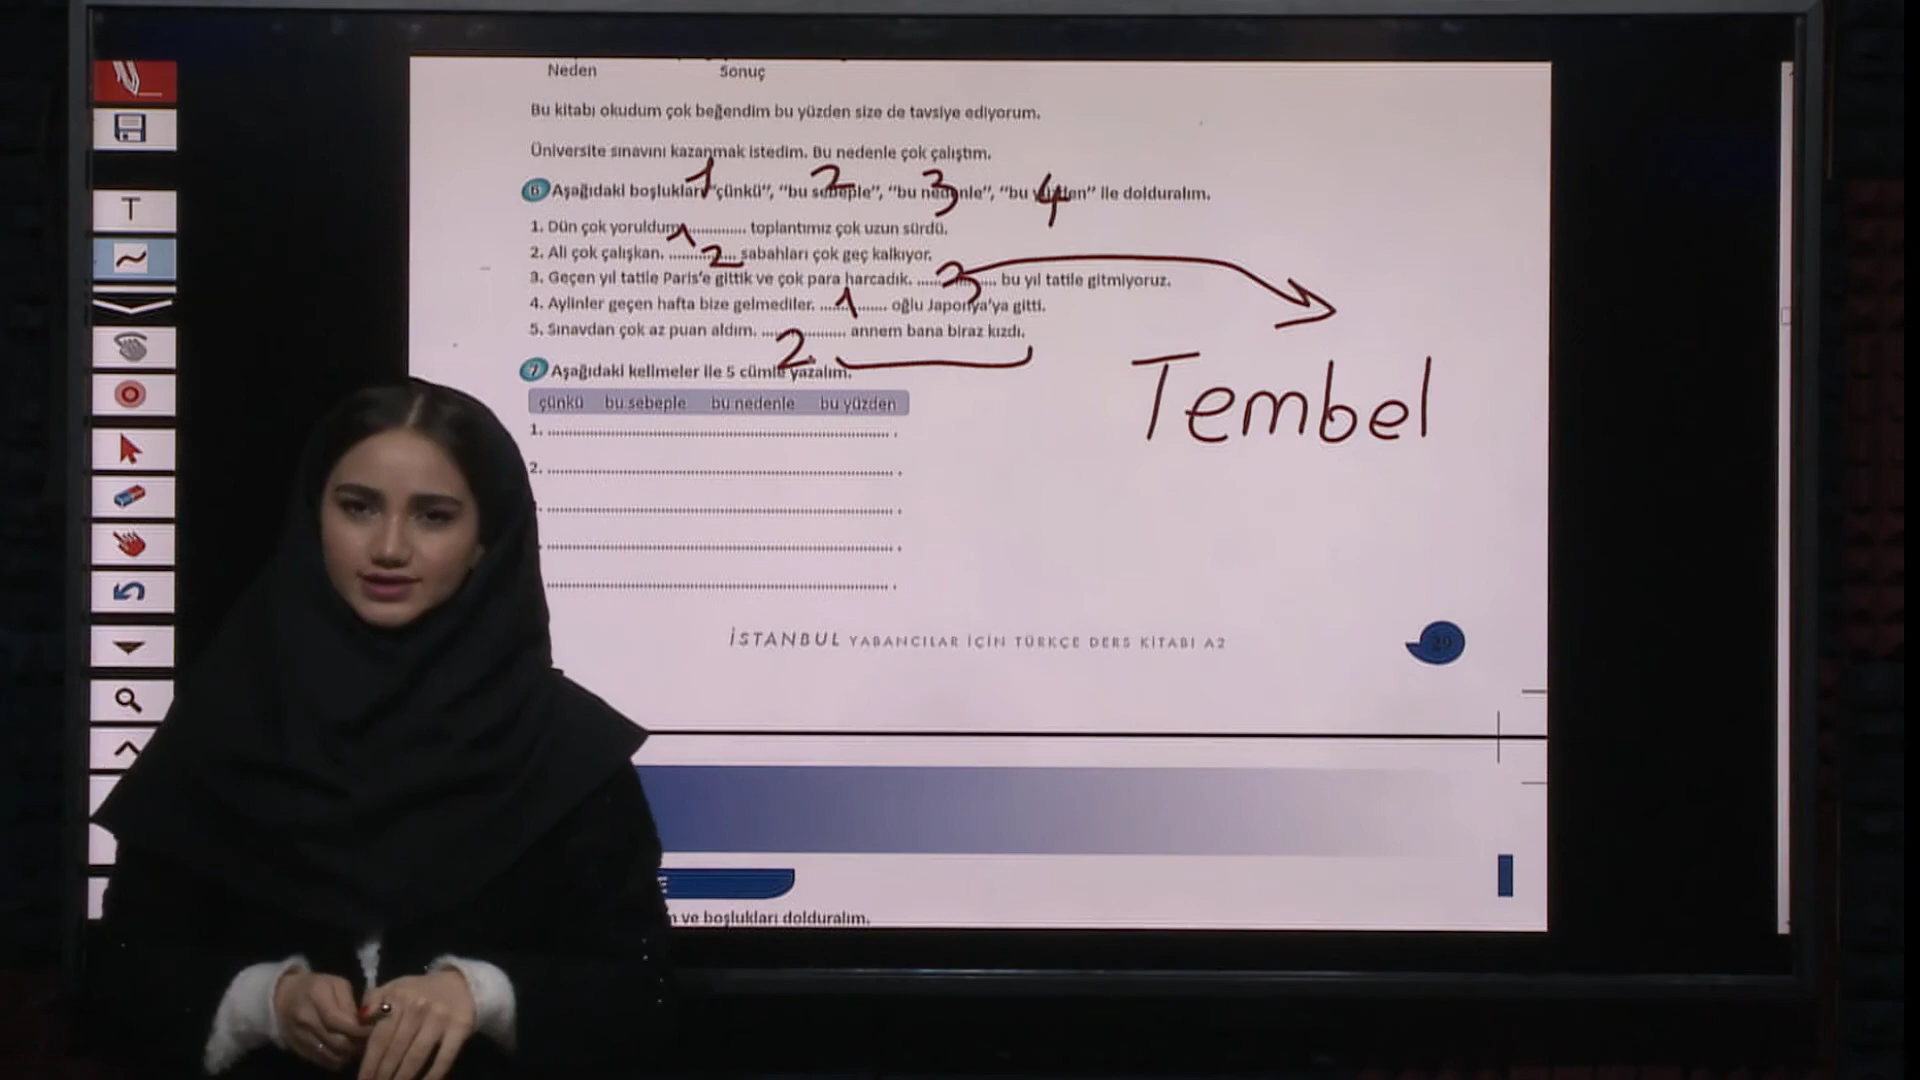 Neden Sonuç
Bu kitabı okudum çok beğendim bu yüzden size de tavsiye ediyorum.
Üniversite sınavını kazanmak istedim. Bu nedenle çok çalıştım.
1 2 3 4
6 Aşağıdaki boşlukları "çünkü", "bu sebeple", "bu nedenle", "bu yüzden" ile dolduralım.
1. Dün çok yoruldum 1 ............ toplantımız çok uzun sürdü.
2. Ali çok çalışkan. .......... 2 ... sabahları çok geç kalkıyor.
3. Geçen yıl tatile Paris'e gittik ve çok para harcadık. ..... 3 ... bu yıl tatile gitmiyoruz.
4. Aylinler geçen hafta bize gelmediler. .... 1 ...... oğlu Japonya'ya gitti.
5. Sınavdan çok az puan aldım. .... 2 ........ annem bana biraz kızdı.
Tembel
7 Aşağıdaki kelimeler ile 5 cümle yazalım.
çünkü bu sebeple bu nedenle bu yüzden
1. ........................................ .
2. ........................................ .
İSTANBUL YABANCILAR İÇİN TÜRKÇE DERS KİTABI A2
29
ve boşlukları dolduralım.
T